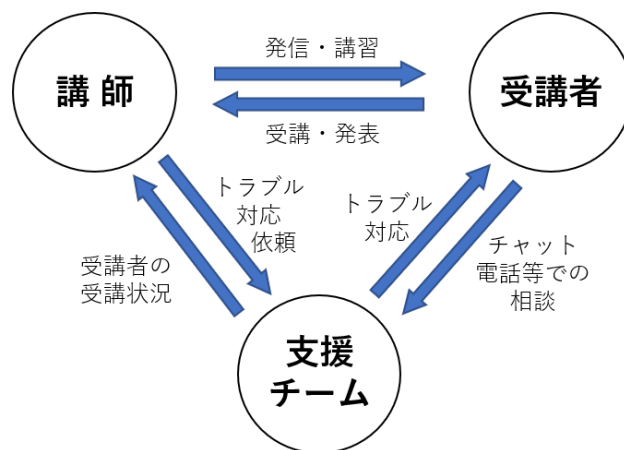 講 師
発信・講習
受講者
受講・発表
トラブル
対応
依頼
トラブル
対応
受講者の
受講状況
チャット
電話等での
相談
支援
チーム